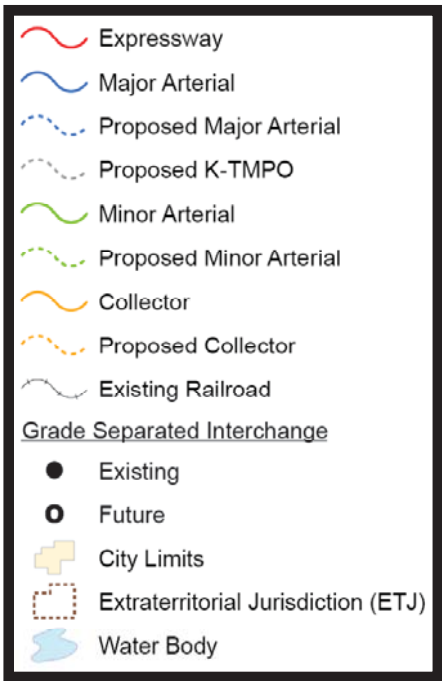 Expressway
Major Arterial
Proposed Major Arterial
Proposed K-TMPO
Minor Arterial
Proposed Minor Arterial
Collector
Proposed Collector
Existing Railroad
Grade Separated Interchange
Existing
Future
City Limits
Extraterritorial Jurisdiction (ETJ)
Water Body